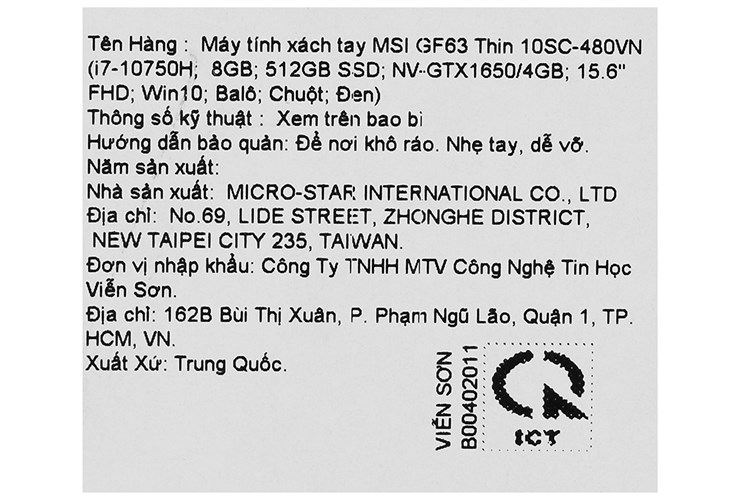 Tên Hàng : Máy tính xách tay MSI GF63 Thin 10SC-480VN
(i7-10750H; 8GB; 512GB SSD; NV-GTX1650/4GB; 15.6"
FHD; Win10; Balô; Chuột; Đen)
Thông số kỹ thuật : Xem trên bao bì
Hướng dẫn bảo quản: Để nơi khô ráo. Nhẹ tay, dễ vỡ.
Năm sản xuất:
Nhà sản xuất: MICRO-STAR INTERNATIONAL CO., LTD
Địa chỉ: No.69, LIDE STREET, ZHONGHE DISTRICT,
NEW TAIPEI CITY 235, TAIWAN.
Đơn vị nhập khẩu: Công Ty TNHH MTV Công Nghệ Tin Học
Viễn Sơn.
Địa chỉ: 162B Bùi Thị Xuân, P. Phạm Ngũ Lão, Quận 1, TP.
HCM, VN.
Xuất Xứ: Trung Quốc.
VIỄN SƠN
B00402011
ICT